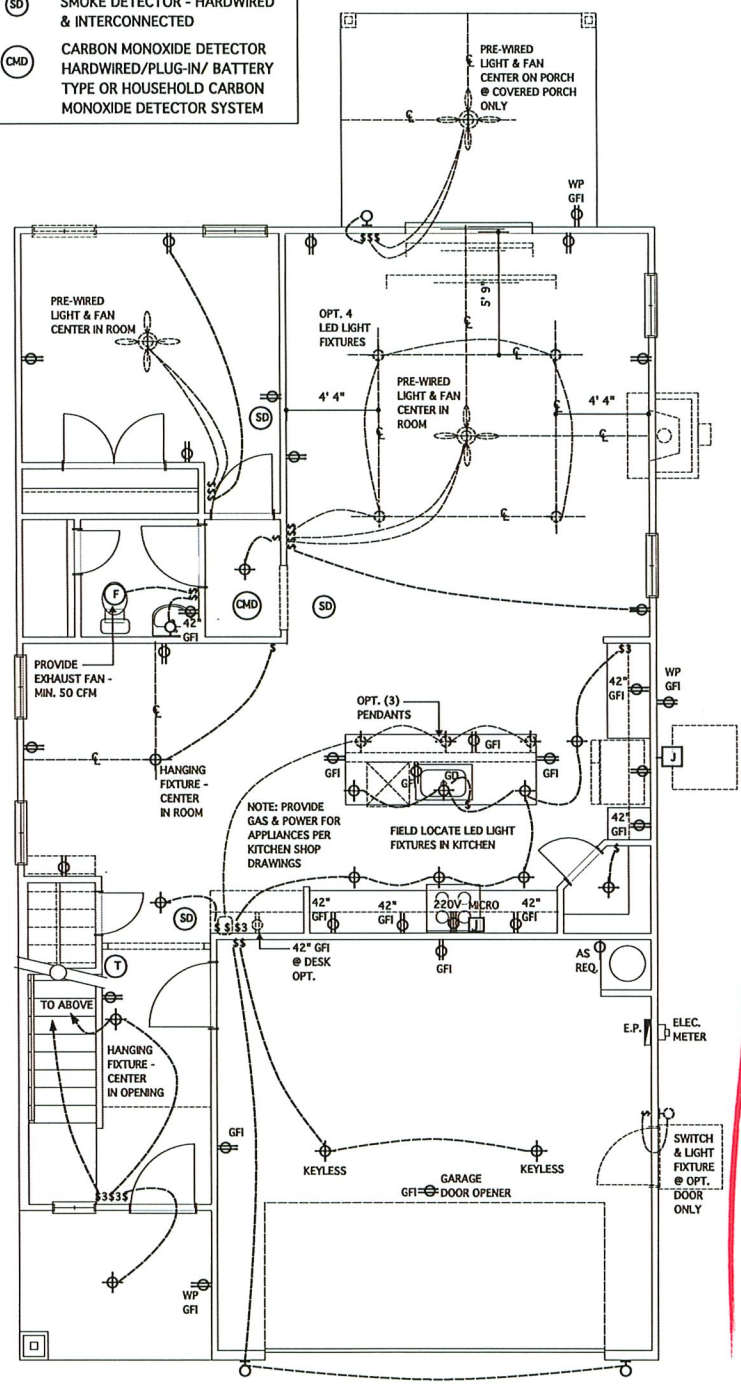 SD
SMOKE DETECTOR - HARDWIRED
& INTERCONNECTED
CMD
CARBON MONOXIDE DETECTOR
HARDWIRED/PLUG-IN/ BATTERY
TYPE OR HOUSEHOLD CARBON
MONOXIDE DETECTOR SYSTEM
PRE-WIRED
LIGHT & FAN
CENTER ON PORCH
@ COVERED PORCH
ONLY
WP
GFI
$$$
PRE-WIRED
LIGHT & FAN
CENTER IN ROOM
OPT. 4
LED LIGHT
FIXTURES
5' 9"
PRE-WIRED
LIGHT & FAN
CENTER IN
ROOM
4' 4"
4' 4"
SD
F
CMD
SD
42"
GFI
PROVIDE
EXHAUST FAN -
MIN. 50 CFM
$
$3
42"
GFI
WP
GFI
OPT. (3)
PENDANTS
GFI
GFI
GFI
GD
J
HANGING
FIXTURE -
CENTER
IN ROOM
NOTE: PROVIDE
GAS & POWER FOR
APPLIANCES PER
KITCHEN SHOP
DRAWINGS
FIELD LOCATE LED LIGHT
FIXTURES IN KITCHEN
42"
GFI
SD
$ $ $3
42"
GFI
42"
GFI
220V MICRO
J
42"
GFI
$$
42" GFI
@ DESK
OPT.
GFI
AS
REQ.
T
TO ABOVE
HANGING
FIXTURE -
CENTER
IN OPENING
E.P.
ELEC.
METER
GFI
KEYLESS
KEYLESS
SWITCH
& LIGHT
FIXTURE
@ OPT.
DOOR
ONLY
GFI
GARAGE
DOOR OPENER
$3$3$
WP
GFI